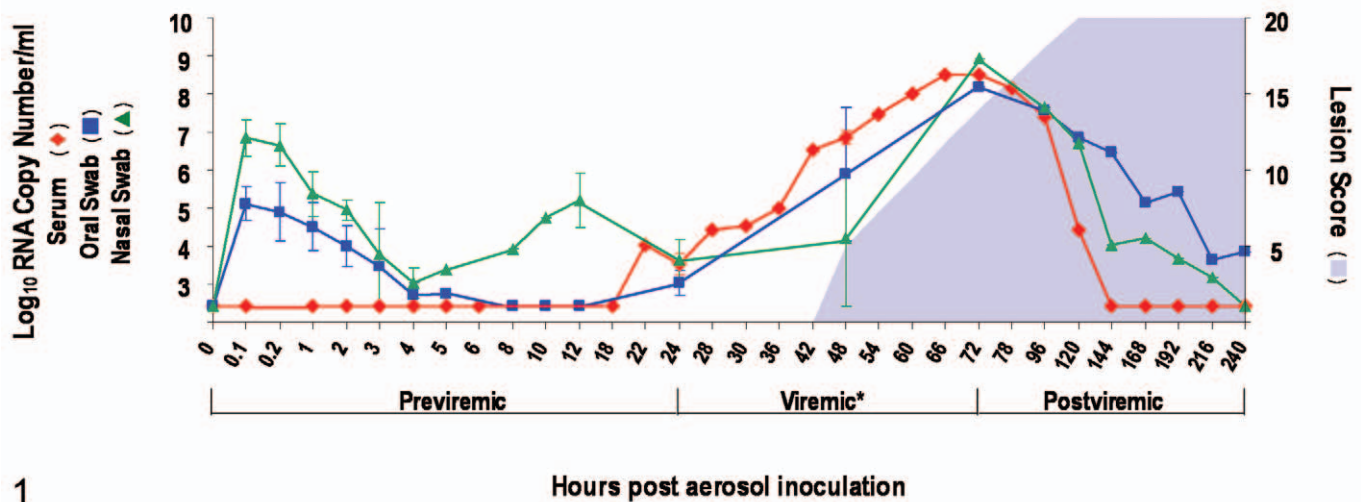 Log10 RNA Copy Number/ml
Serum (◆)
Oral Swab (■)
Nasal Swab (▲)
10
9
8
7
6
5
4
3
20
15
10
5
Lesion Score (■)
0 0.1 0.2 1 2 3 4 5 6 8 10 12 18 22 24 28 30 36 42 48 54 60 66 72 78 96 120 144 168 192 216 240
Previremic Viremic* Postviremic
1 Hours post aerosol inoculation